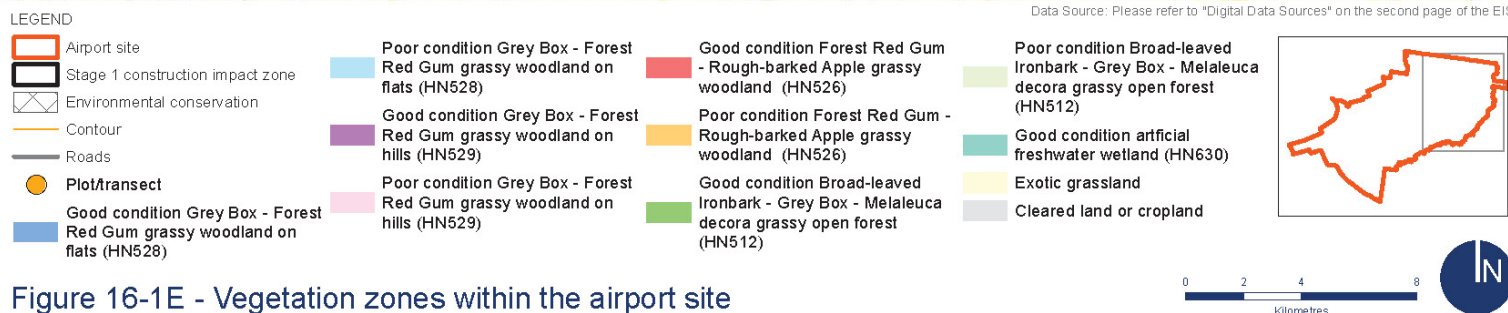 Data Source: Please refer to "Digital Data Sources" on the second page of the EIS
LEGEND
Airport site
Stage 1 construction impact zone
Environmental conservation
Contour
Roads
Plot/transect
Good condition Grey Box - Forest
Red Gum grassy woodland on
flats (HN528)
Poor condition Grey Box - Forest
Red Gum grassy woodland on
flats (HN528)
Good condition Grey Box - Forest
Red Gum grassy woodland on
hills (HN529)
Poor condition Grey Box - Forest
Red Gum grassy woodland on
hills (HN529)
Good condition Forest Red Gum
- Rough-barked Apple grassy
woodland (HN526)
Poor condition Forest Red Gum -
Rough-barked Apple grassy
woodland (HN526)
Good condition Broad-leaved
Ironbark - Grey Box - Melaleuca
decora grassy open forest
(HN512)
Poor condition Broad-leaved
Ironbark - Grey Box - Melaleuca
decora grassy open forest
(HN512)
Good condition artficial
freshwater wetland (HN630)
Exotic grassland
Cleared land or cropland
0 2 4 8
Kilometres
N
Figure 16-1E - Vegetation zones within the airport site